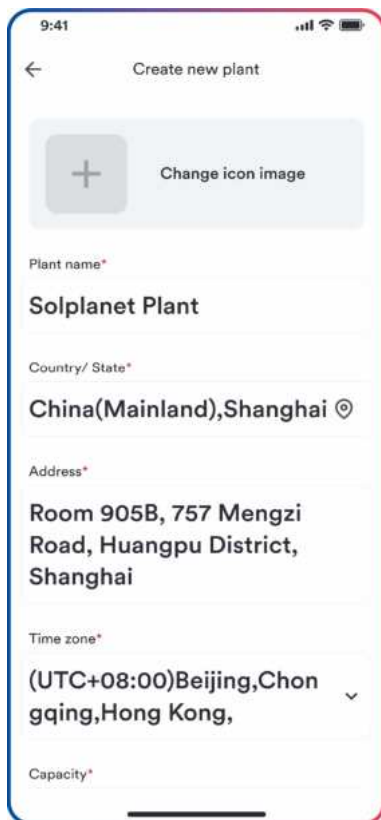 9:41
Create new plant
Change icon image
Plant name*
Solplanet Plant
Country/ State*
China(Mainland),Shanghai
Address*
Room 905B, 757 Mengzi
Road, Huangpu District,
Shanghai
Time zone*
(UTC+08:00)Beijing,Chon
gqing,Hong Kong,
Capacity*